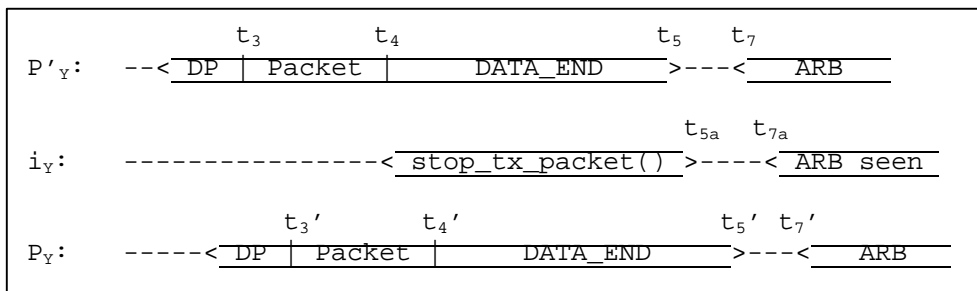 t3 t4 t5 t7
P'Y: --< DP | Packet | DATA_END >---< ARB
t5a t7a
iY: ----------------< stop_tx_packet() >----< ARB seen
t3' t4' t5' t7'
PY: -----< DP | Packet | DATA_END >---< ARB